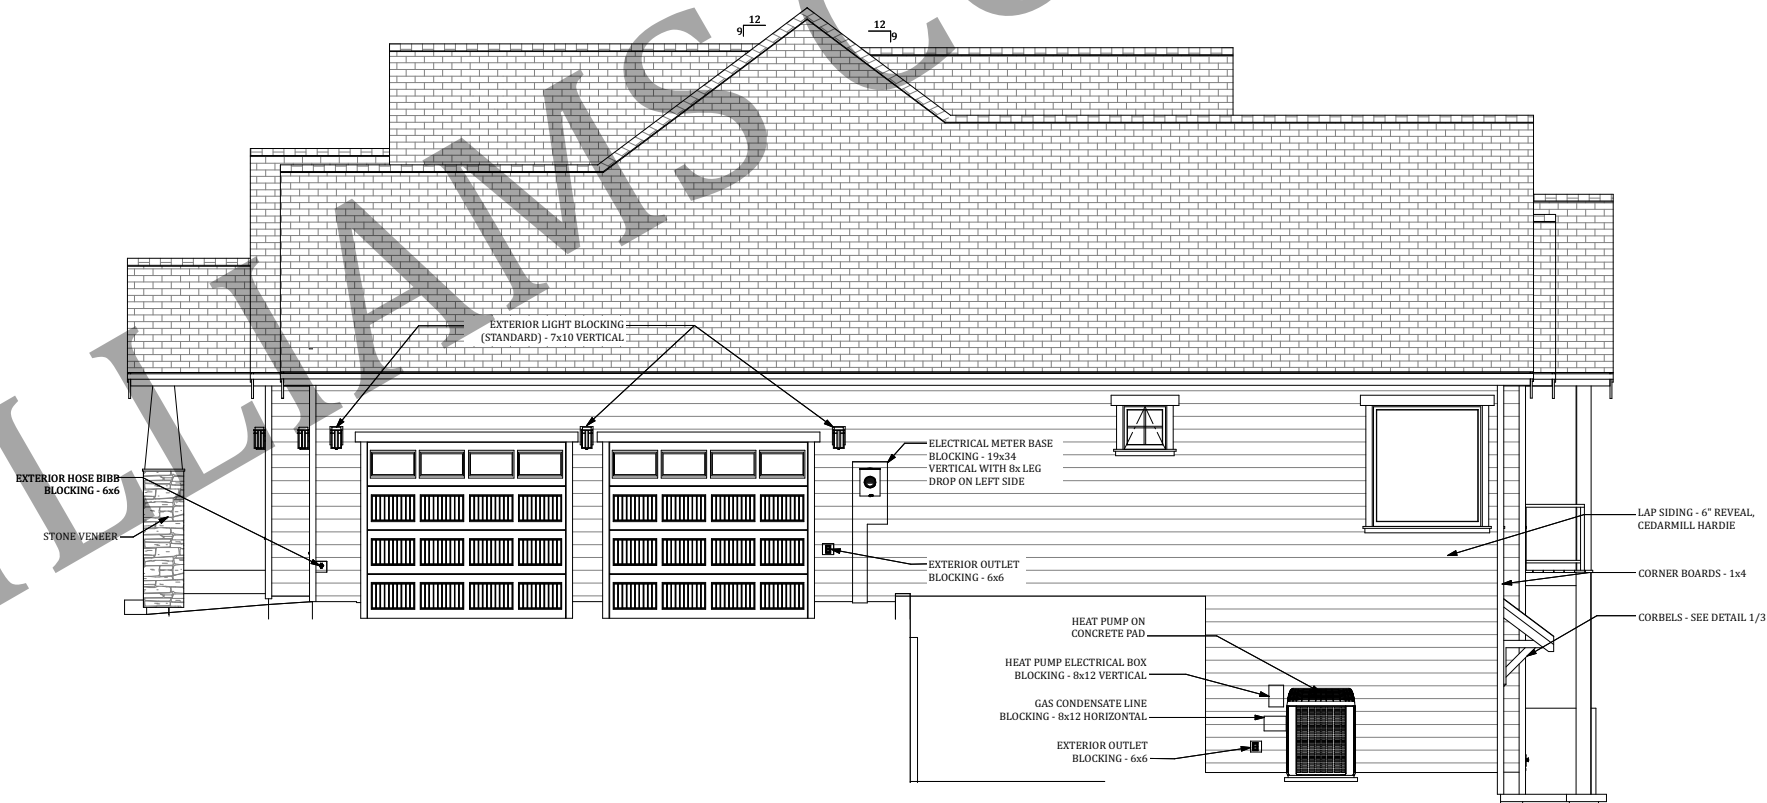 12
9
12
9
LLIAMS CO
EXTERIOR LIGHT BLOCKING
(STANDARD) - 7x10 VERTICAL
ELECTRICAL METER BASE
BLOCKING - 19x34
VERTICAL WITH 8x LEG
DROP ON LEFT SIDE
EXTERIOR HOSE BIBB
BLOCKING - 6x6
STONE VENEER
LAP SIDING - 6" REVEAL,
CEDARMILL HARDIE
EXTERIOR OUTLET
BLOCKING - 6x6
CORNER BOARDS - 1x4
CORBELS - SEE DETAIL 1/3
HEAT PUMP ON
CONCRETE PAD
HEAT PUMP ELECTRICAL BOX
BLOCKING - 8x12 VERTICAL
GAS CONDENSATE LINE
BLOCKING - 8x12 HORIZONTAL
EXTERIOR OUTLET
BLOCKING - 6x6